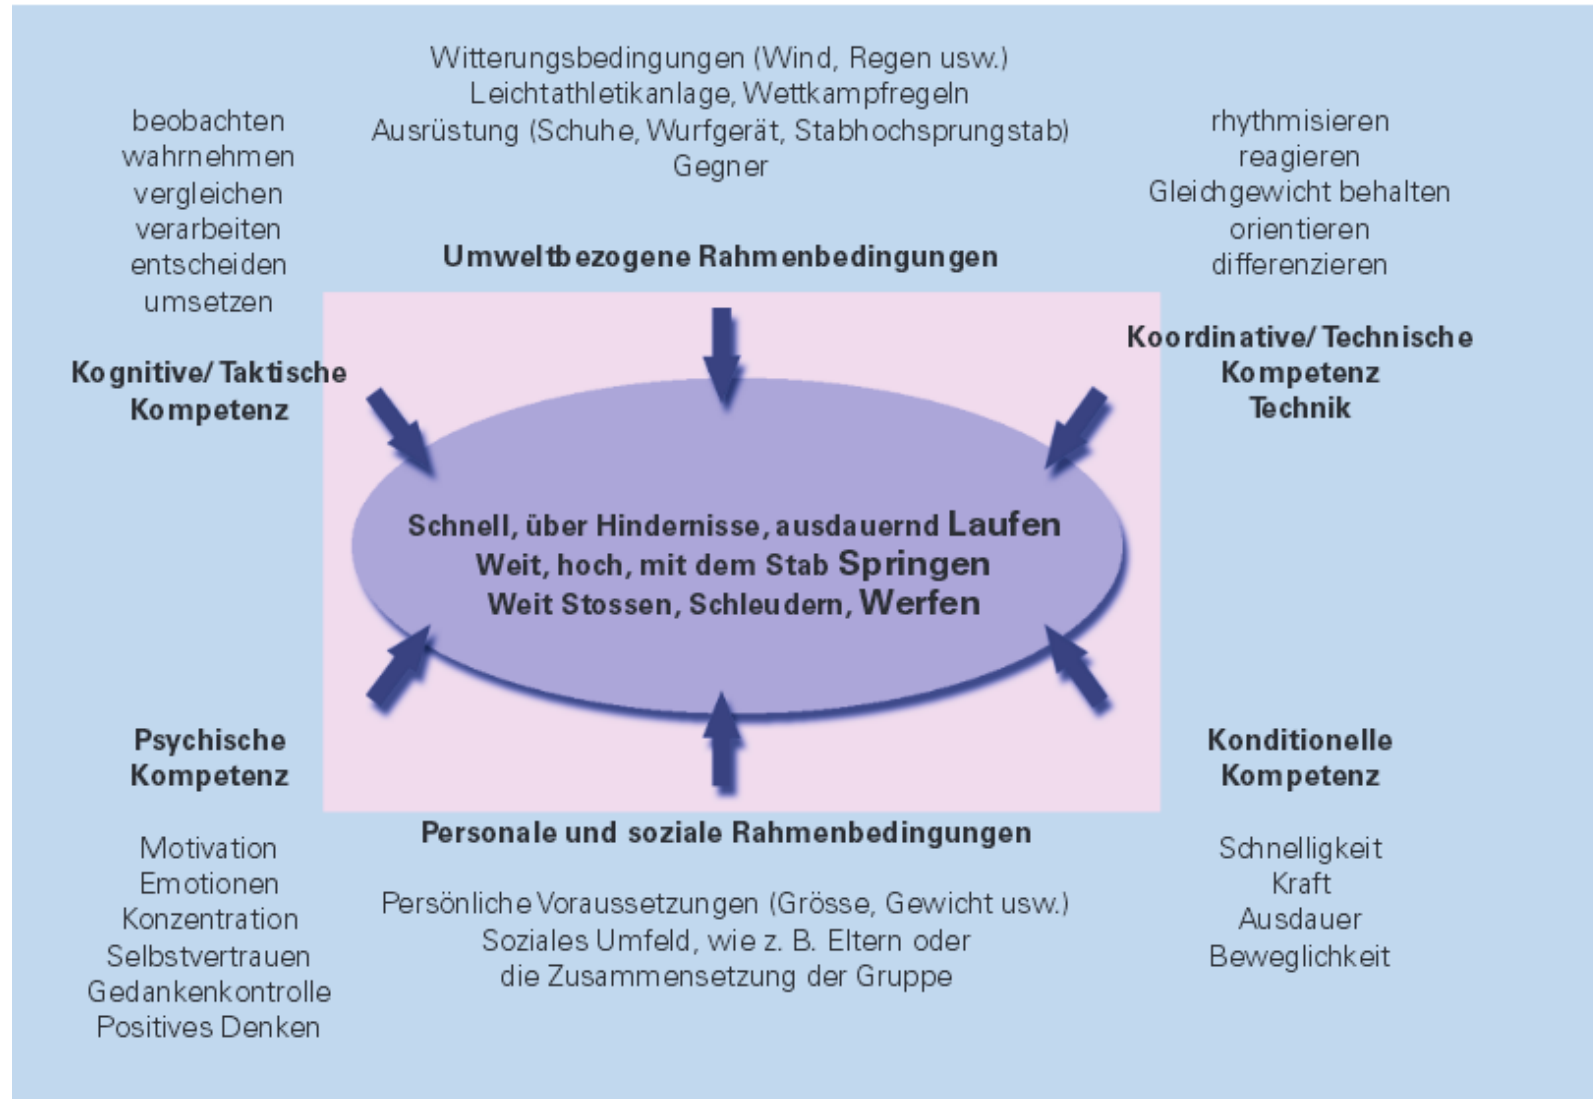 Witterungsbedingungen (Wind, Regen usw.)
Leichtathletikanlage, Wettkampfregeln
Ausrüstung (Schuhe, Wurfgerät, Stabhochsprungstab)
Gegner
Umweltbezogene Rahmenbedingungen
beobachten
wahrnehmen
vergleichen
verarbeiten
entscheiden
umsetzen
Kognitive/Taktische
Kompetenz
rhythmisieren
reagieren
Gleichgewicht behalten
orientieren
differenzieren
Koordinative/Technische
Kompetenz
Technik
Schnell, über Hindernisse, ausdauernd Laufen
Weit, hoch, mit dem Stab Springen
Weit Stossen, Schleudern, Werfen
Psychische
Kompetenz
Motivation
Emotionen
Konzentration
Selbstvertrauen
Gedankenkontrolle
Positives Denken
Personale und soziale Rahmenbedingungen
Persönliche Voraussetzungen (Grösse, Gewicht usw.)
Soziales Umfeld, wie z. B. Eltern oder
die Zusammensetzung der Gruppe
Konditionelle
Kompetenz
Schnelligkeit
Kraft
Ausdauer
Beweglichkeit